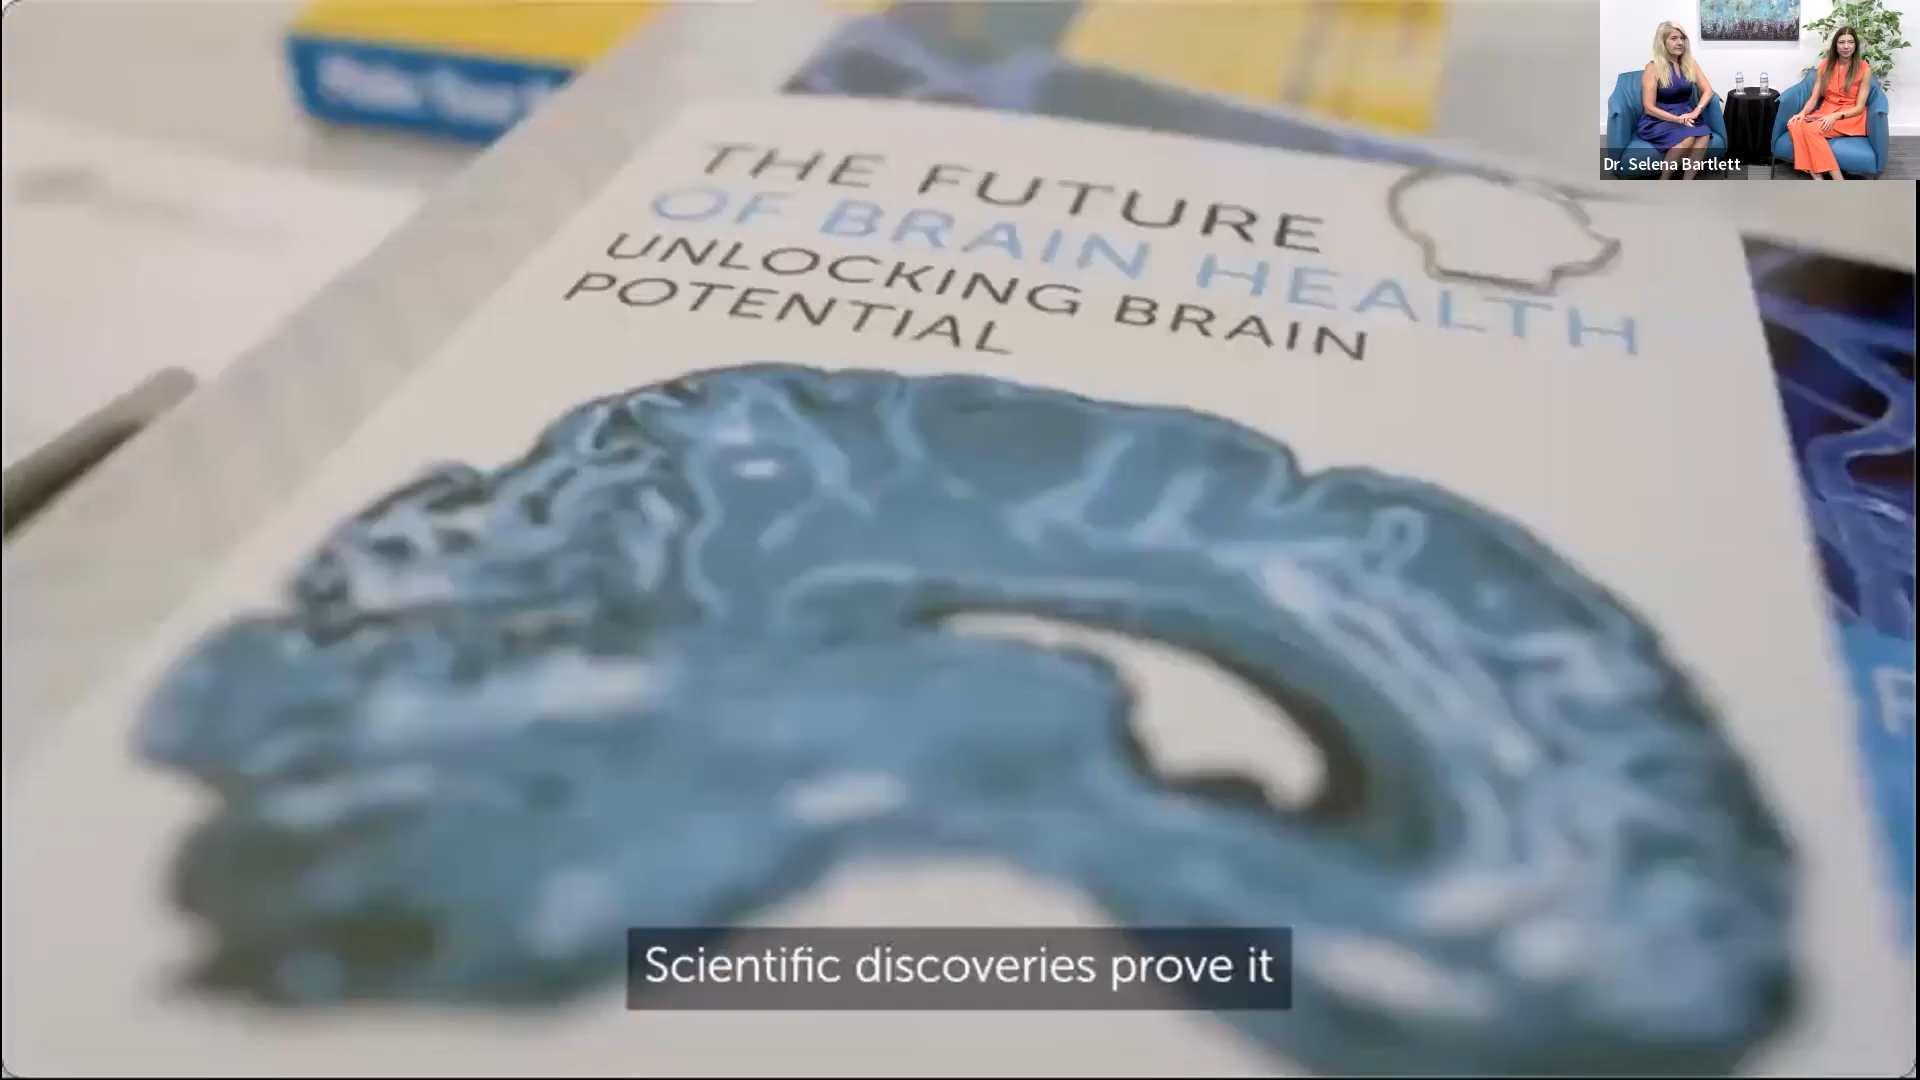 Dr. Selena Bartlett
THE FUTURE
OF BRAIN HEALTH
UNLOCKING BRAIN
POTENTIAL
Scientific discoveries prove it